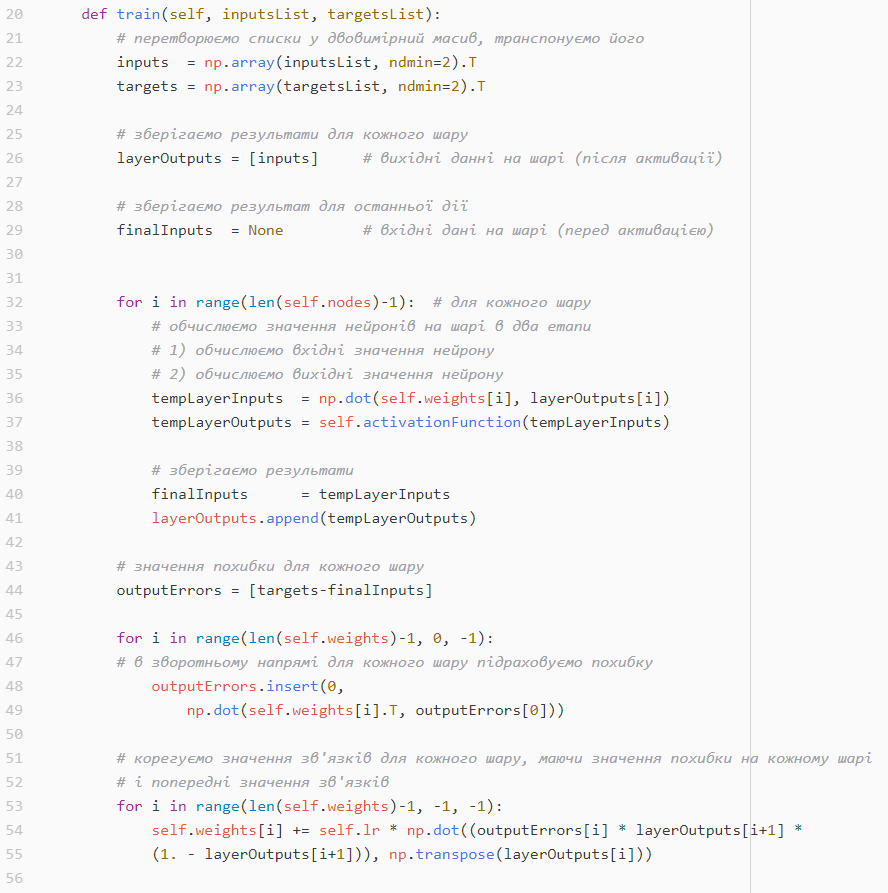 20 def train(self, inputsList, targetsList):
21 # перетворюємо списки у двовимірний масив, транспонуємо його
22 inputs  = np.array(inputsList, ndmin=2).T
23 targets = np.array(targetsList, ndmin=2).T
24
25 # зберігаємо результати для кожного шару
26 layerOutputs = [inputs]     # вихідні данні на шарі (після активації)
27
28 # зберігаємо результат для останньої дії
29 finalInputs  = None         # вхідні дані на шарі (перед активацією)
30
31
32 for i in range(len(self.nodes)-1):  # для кожного шару
33 # обчислюємо значення нейронів на шарі в два етапи
34 # 1) обчислюємо вхідні значення нейрону
35 # 2) обчислюємо вихідні значення нейрону
36 tempLayerInputs  = np.dot(self.weights[i], layerOutputs[i])
37 tempLayerOutputs = self.activationFunction(tempLayerInputs)
38
39 # зберігаємо результати
40 finalInputs      = tempLayerInputs
41 layerOutputs.append(tempLayerOutputs)
42
43 # значення похибки для кожного шару
44 outputErrors = [targets-finalInputs]
45
46 for i in range(len(self.weights)-1, 0, -1):
47 # в зворотньому напрямі для кожного шару підраховуємо похибку
48 outputErrors.insert(0,
49 np.dot(self.weights[i].T, outputErrors[0]))
50
51 # корегуємо значення зв'язків для кожного шару, маючи значення похибки на кожному шарі
52 # і попередні значення зв'язків
53 for i in range(len(self.weights)-1, -1, -1):
54 self.weights[i] += self.lr * np.dot((outputErrors[i] * layerOutputs[i+1] *
55 (1. - layerOutputs[i+1])), np.transpose(layerOutputs[i]))
56